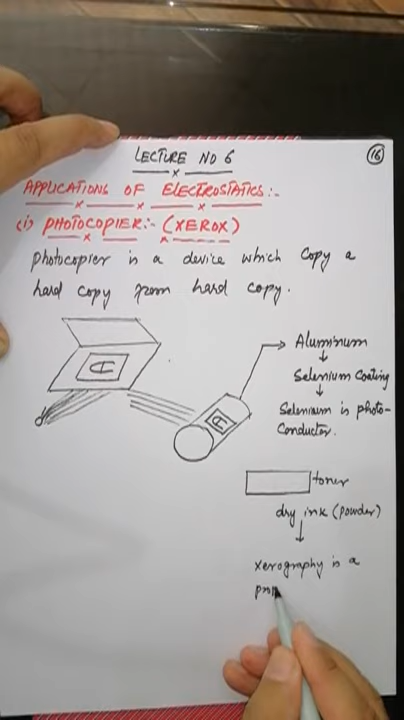 LECTURE NO 6
16
APPLICATIONS OF ELECTROSTATICS:-
(i) PHOTOCOPIER:- (XEROX)
photocopier is a device which Copy a
hard copy from hard copy.
Aluminum
Selenium Coating
Selenium is photo-
Conductor.
toner
dry ink (powder)
xerography is a